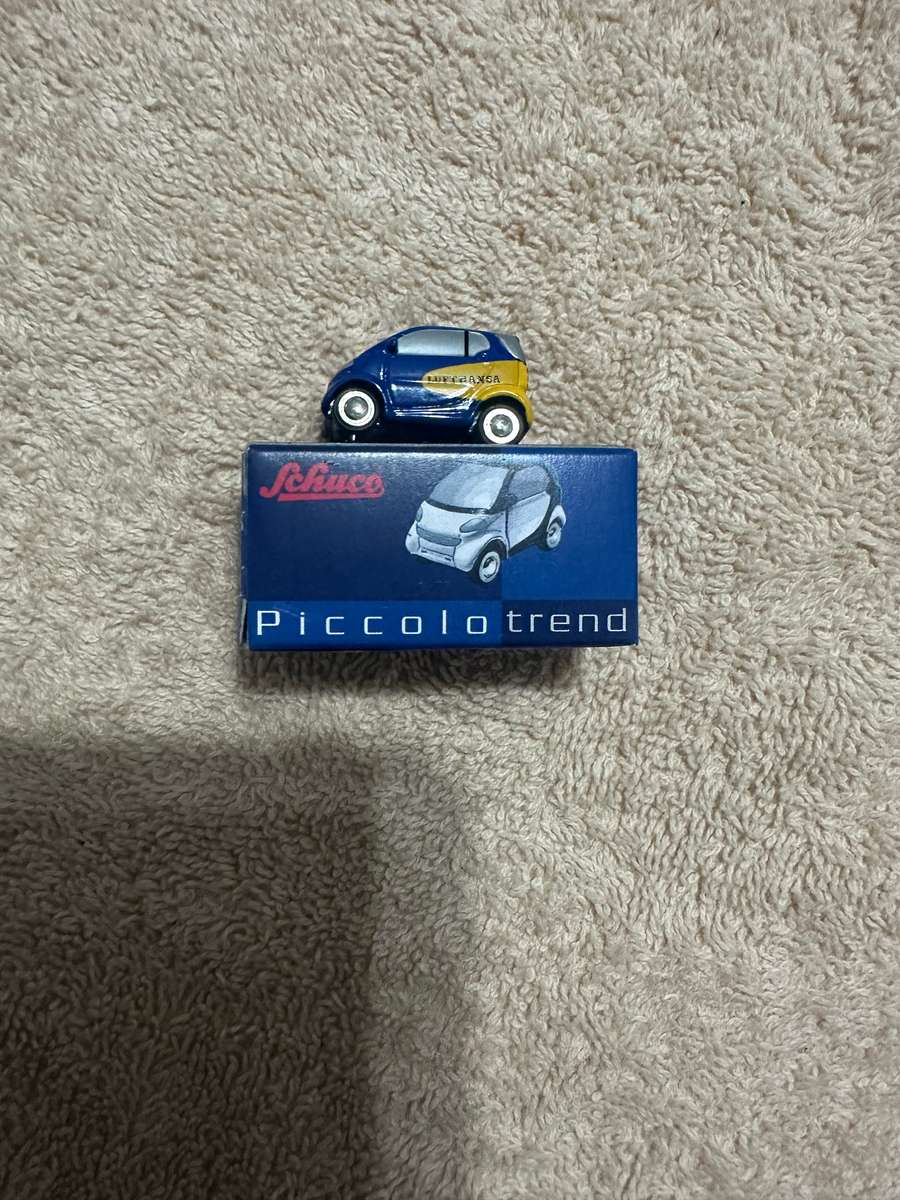 LUFTHANSA
Schuco
Piccolo trend